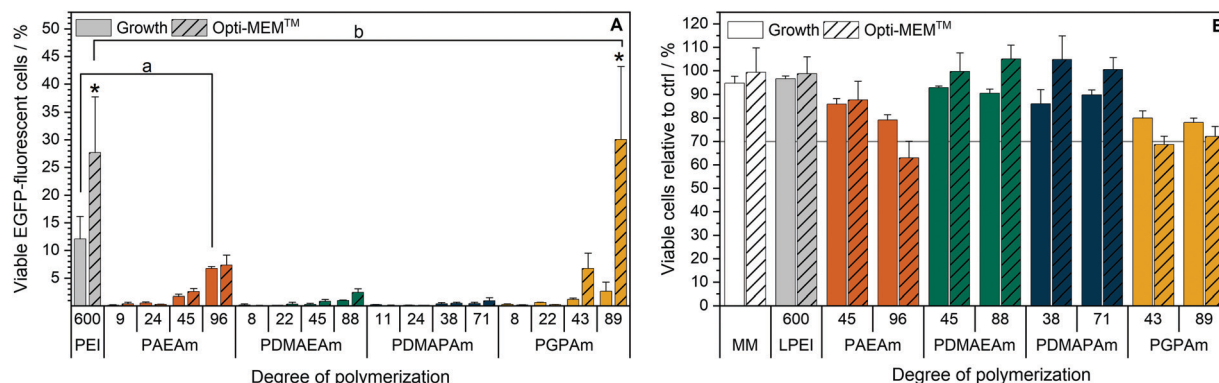 A
Growth Opti-MEM™
b
a
*
*
Viable EGFP-fluorescent cells / %
50
45
40
35
30
25
20
15
10
5
600 9 24 45 96 8 22 45 88 11 24 38 71 8 22 43 89
PEI PAEAm PDMAEAm PDMAPAm PGPAm
Degree of polymerization
Growth Opti-MEM™
Viable cells relative to ctrl / %
120
110
100
90
80
70
60
50
40
30
20
10
0
600 45 96 45 88 38 71 43 89
MM LPEI PAEAm PDMAEAm PDMAPAm PGPAm
Degree of polymerization